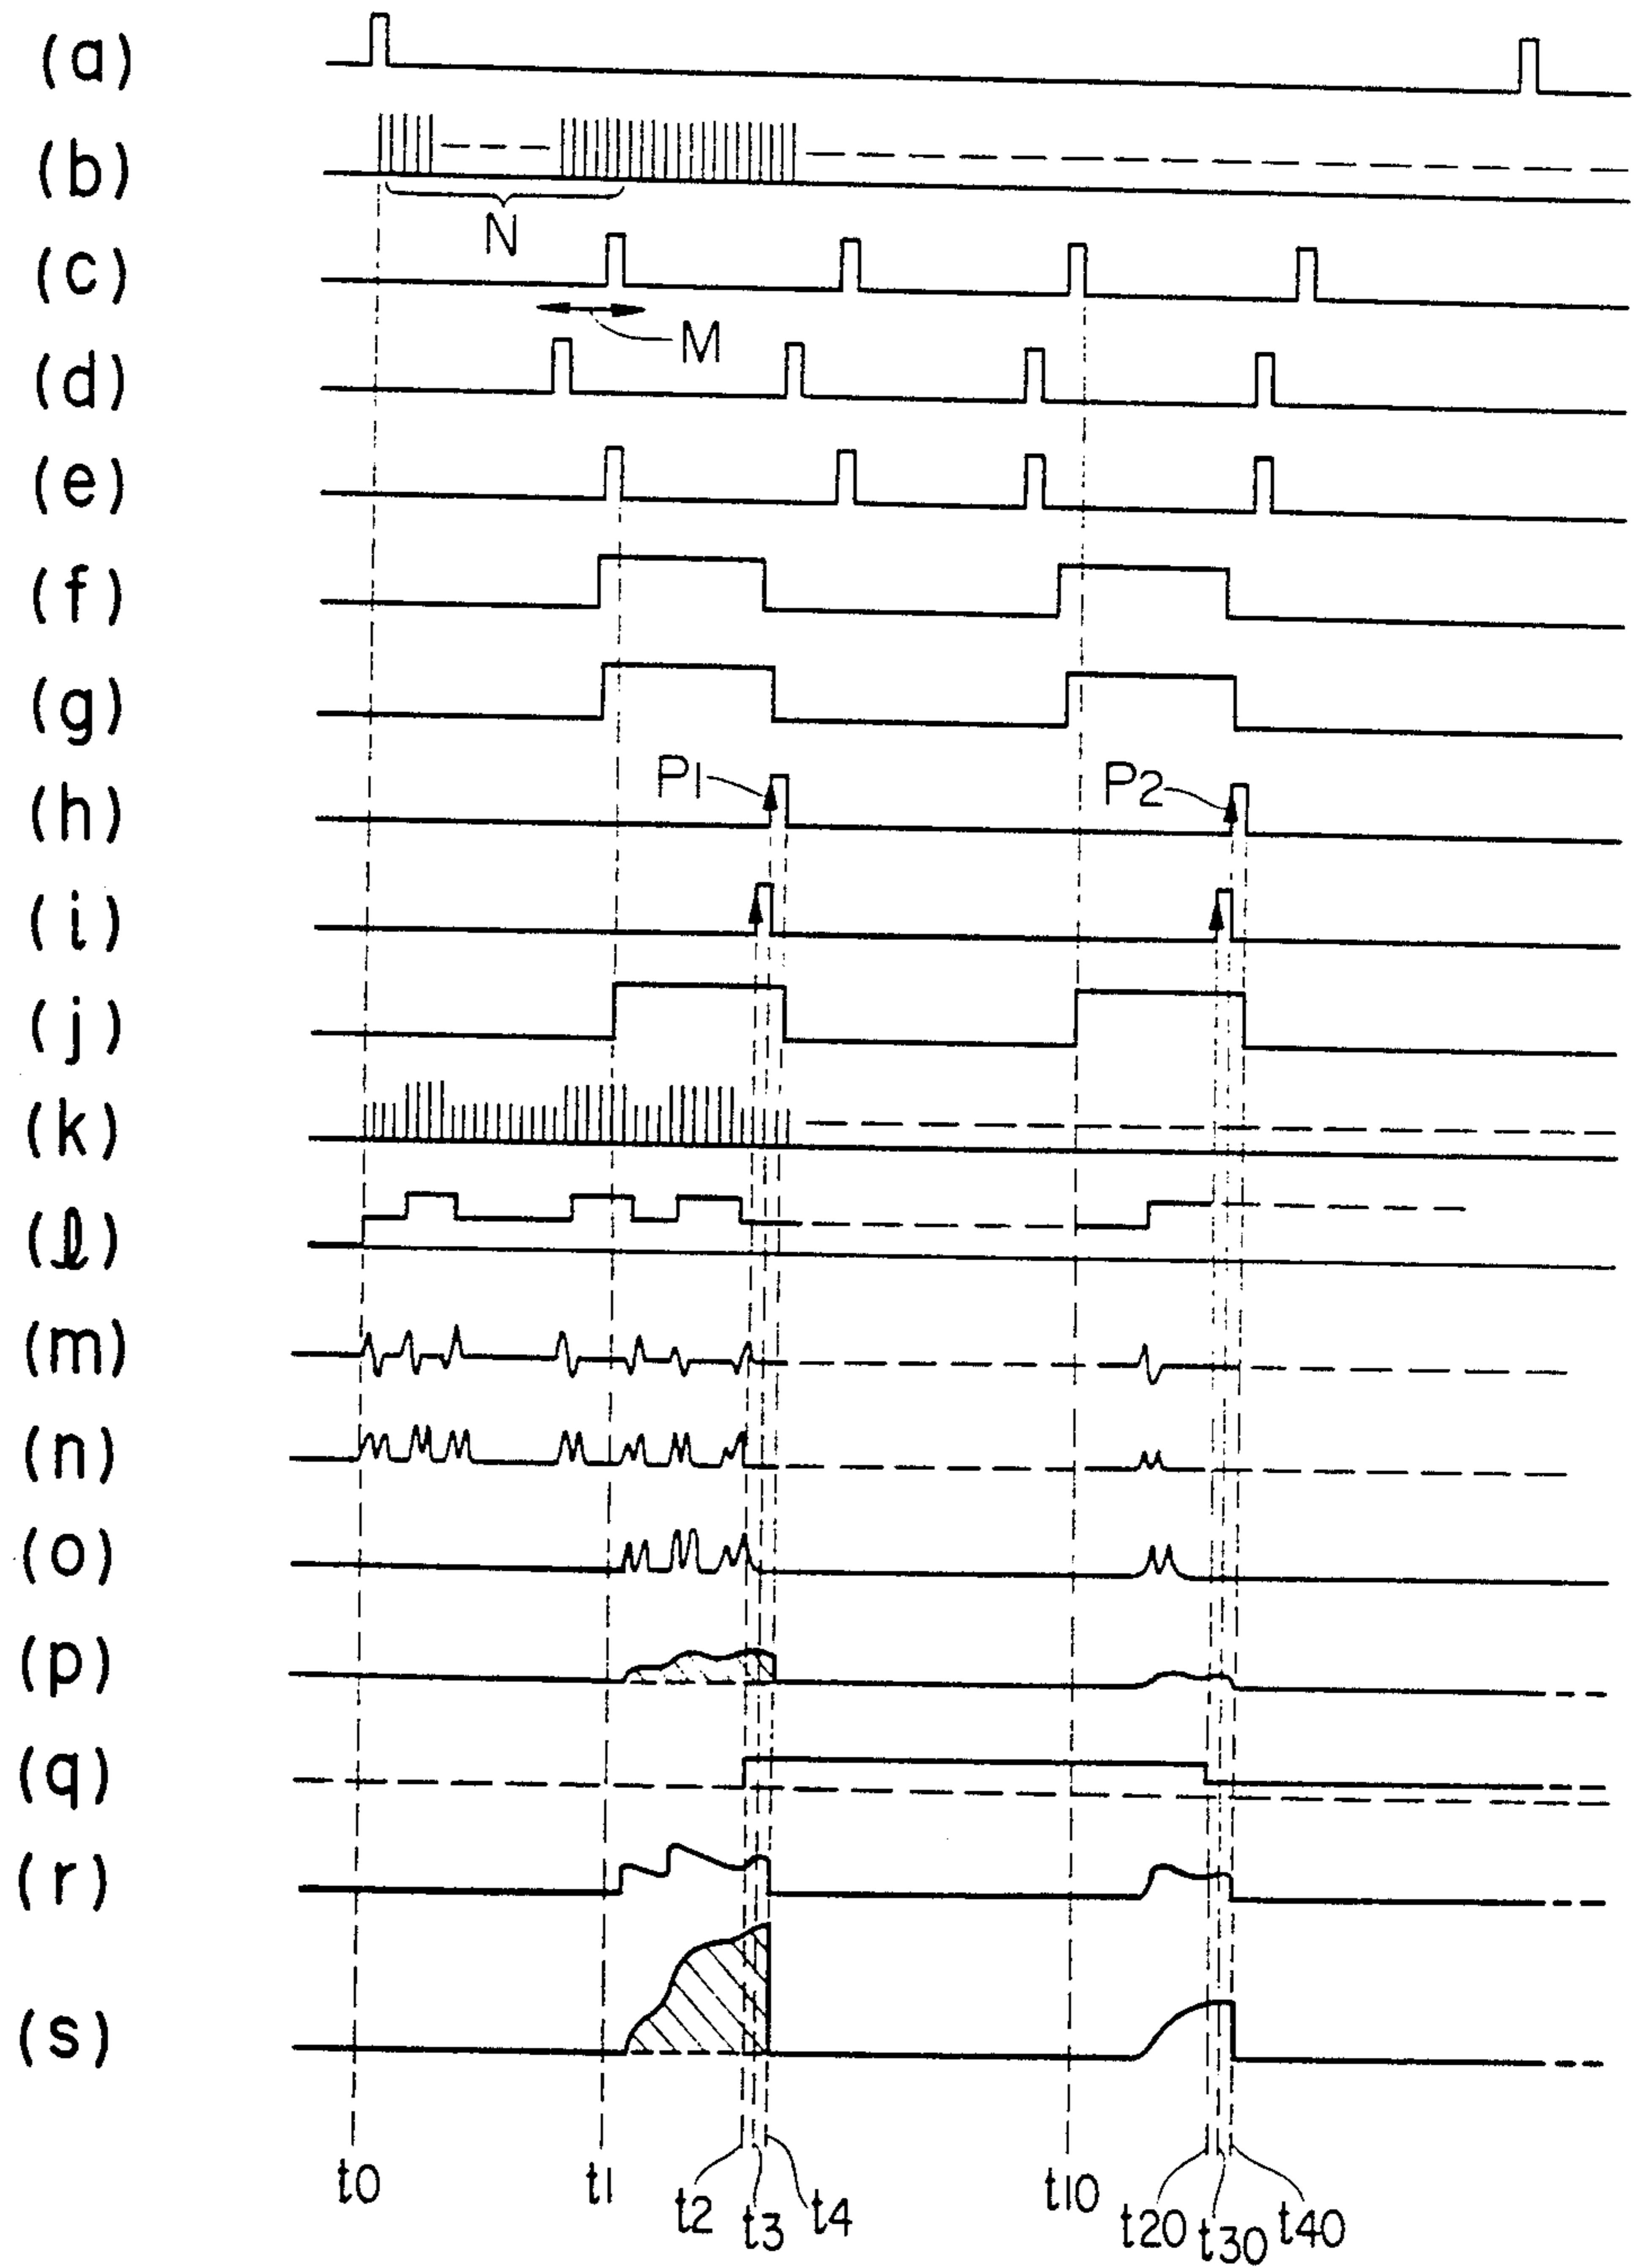 (a)
(b)
N
(c)
M
(d)
(e)
(f)
(g)
P1 P2
(h)
(i)
(j)
(k)
(l)
(m)
(n)
(o)
(p)
(q)
(r)
(s)
t0 t1 t2 t3 t4 t10 t20 t30 t40